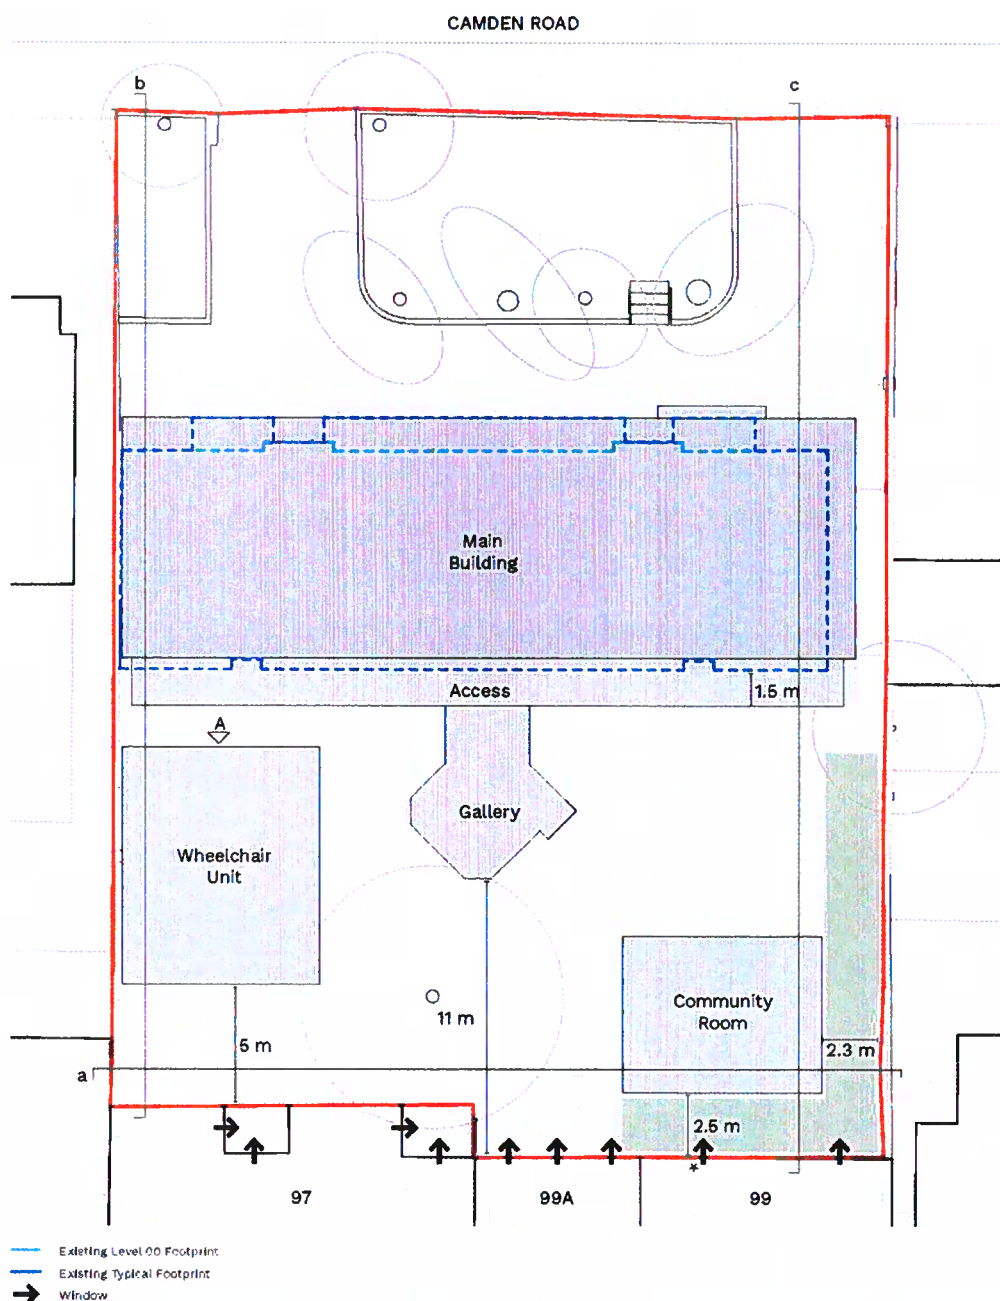 CAMDEN ROAD
b
c
Main
Building
Access
1.5 m
A
Gallery
Wheelchair
Unit
Community
Room
11 m
5 m
2.3 m
a
2.5 m
*
97
99A
99
Existing Level 00 Footprint
Existing Typical Footprint
Window